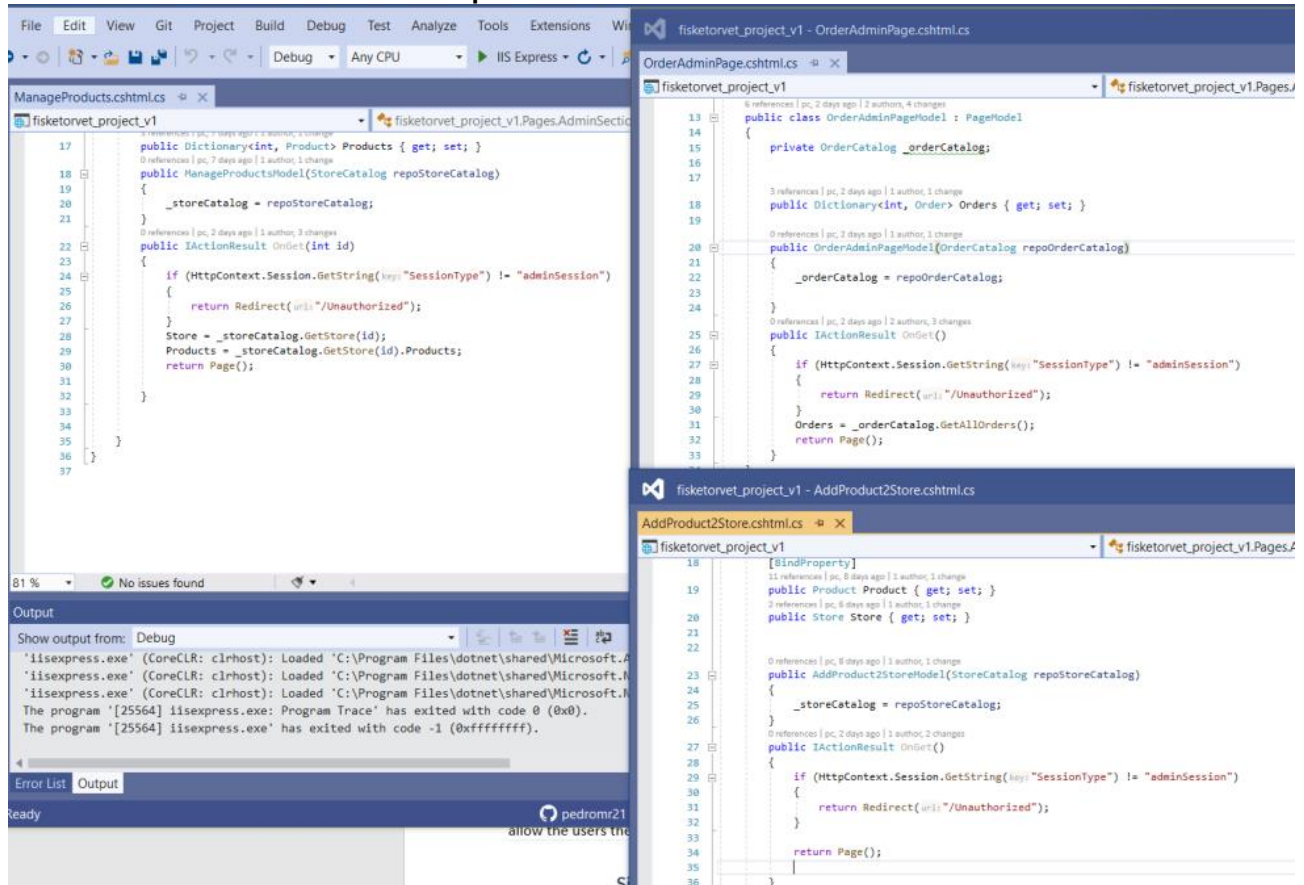 File Edit View Git Project Build Debug Test Analyze Tools Extensions
Debug Any CPU IIS Express
ManageProducts.cshtml.cs
fisketorvet_project_v1 fisketorvet_project_v1.Pages.AdminSectio
17 public Dictionary<int, Product> Products { get; set; }
0 references | pc, 7 days ago | 1 author, 1 change
18 public ManageProductsModel(StoreCatalog repoStoreCatalog)
19 {
20 _storeCatalog = repoStoreCatalog;
21 }
0 references | pc, 2 days ago | 1 author, 3 changes
22 public IActionResult OnGet(int id)
23 {
24 if (HttpContext.Session.GetString(key: "SessionType") != "adminSession")
25 {
26 return Redirect(url: "/Unauthorized");
27 }
28 Store = _storeCatalog.GetStore(id);
29 Products = _storeCatalog.GetStore(id).Products;
30 return Page();
31
32 }
33
34
35 }
36 }
37
81 % No issues found
Output
Show output from: Debug
'iisexpress.exe' (CoreCLR: clrhost): Loaded 'C:\Program Files\dotnet\shared\Microsoft.A
'iisexpress.exe' (CoreCLR: clrhost): Loaded 'C:\Program Files\dotnet\shared\Microsoft.N
'iisexpress.exe' (CoreCLR: clrhost): Loaded 'C:\Program Files\dotnet\shared\Microsoft.N
The program '[25564] iisexpress.exe: Program Trace' has exited with code 0 (0x0).
The program '[25564] iisexpress.exe' has exited with code -1 (0xffffffff).
Error List Output
Ready pedromr21
allow the users the
fisketorvet_project_v1 - OrderAdminPage.cshtml.cs
OrderAdminPage.cshtml.cs
fisketorvet_project_v1 fisketorvet_project_v1.Pages.A
6 references | pc, 2 days ago | 2 authors, 4 changes
13 public class OrderAdminPageModel : PageModel
14 {
15 private OrderCatalog _orderCatalog;
16
17
3 references | pc, 2 days ago | 1 author, 1 change
18 public Dictionary<int, Order> Orders { get; set; }
19
0 references | pc, 2 days ago | 1 author, 1 change
20 public OrderAdminPageModel(OrderCatalog repoOrderCatalog)
21 {
22 _orderCatalog = repoOrderCatalog;
23
24 }
0 references | pc, 2 days ago | 2 authors, 3 changes
25 public IActionResult OnGet()
26 {
27 if (HttpContext.Session.GetString(key: "SessionType") != "adminSession")
28 {
29 return Redirect(url: "/Unauthorized");
30 }
31 Orders = _orderCatalog.GetAllOrders();
32 return Page();
33 }
fisketorvet_project_v1 - AddProduct2Store.cshtml.cs
AddProduct2Store.cshtml.cs
fisketorvet_project_v1 fisketorvet_project_v1.Pages.A
18 [BindProperty]
11 references | pc, 8 days ago | 1 author, 1 change
19 public Product Product { get; set; }
2 references | pc, 6 days ago | 1 author, 1 change
20 public Store Store { get; set; }
21
22
0 references | pc, 8 days ago | 1 author, 1 change
23 public AddProduct2StoreModel(StoreCatalog repoStoreCatalog)
24 {
25 _storeCatalog = repoStoreCatalog;
26 }
0 references | pc, 2 days ago | 1 author, 2 changes
27 public IActionResult OnGet()
28 {
29 if (HttpContext.Session.GetString(key: "SessionType") != "adminSession")
30 {
31 return Redirect(url: "/Unauthorized");
32 }
33
34 return Page();
35
36 }